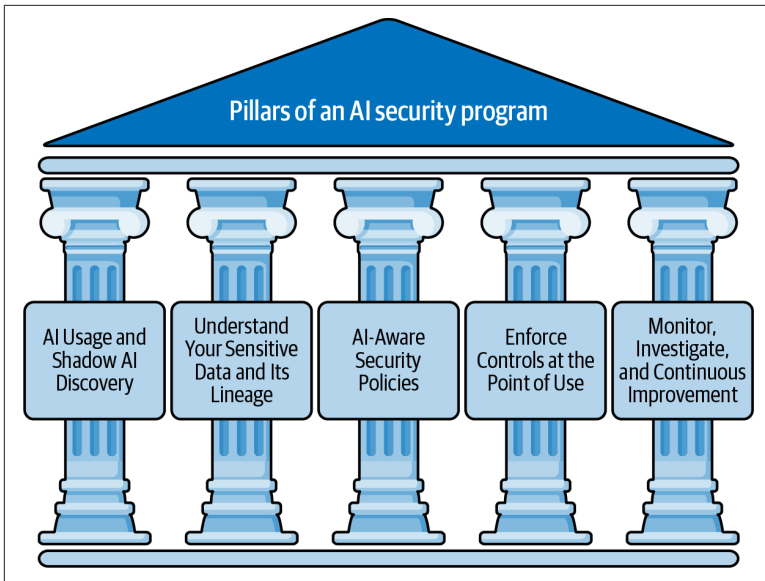 Pillars of an AI security program
AI Usage and
Shadow AI
Discovery
Understand
Your Sensitive
Data and Its
Lineage
AI-Aware
Security
Policies
Enforce
Controls at the
Point of Use
Monitor,
Investigate,
and Continuous
Improvement